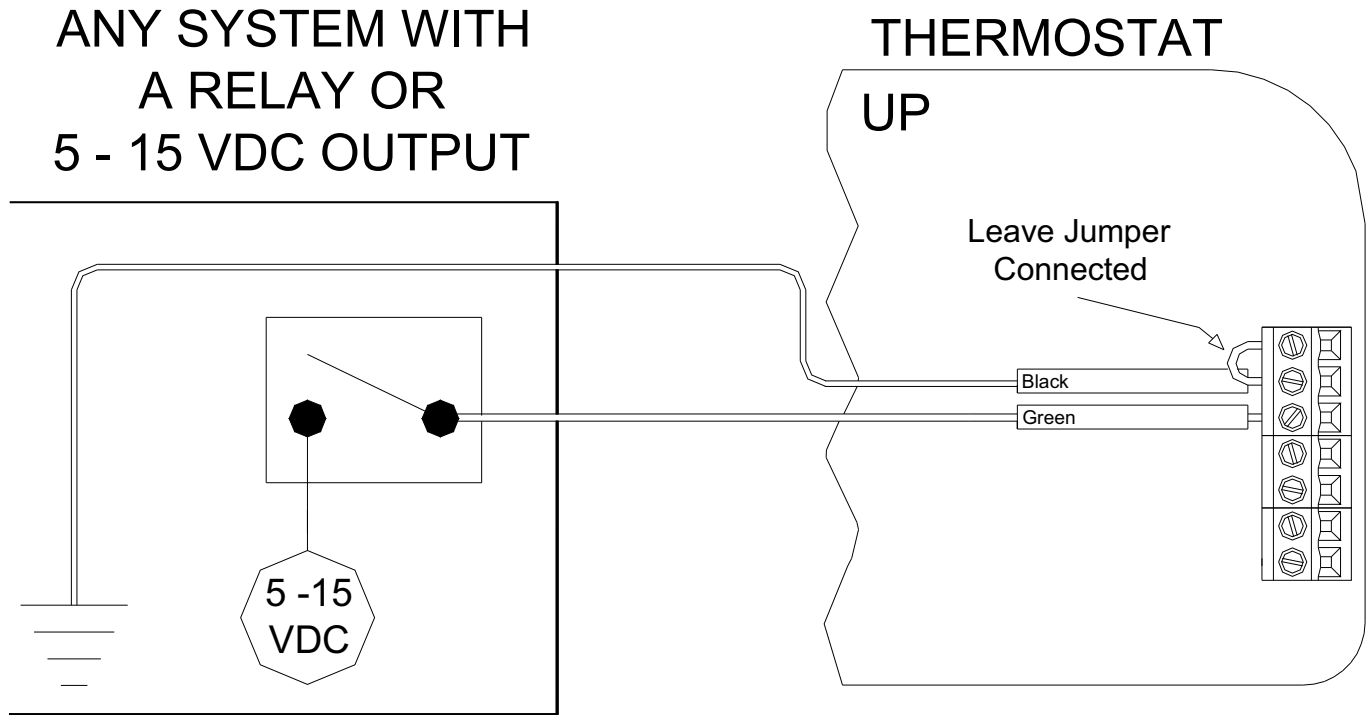 ANY SYSTEM WITH
A RELAY OR
5 - 15 VDC OUTPUT
THERMOSTAT
UP
Leave Jumper
Connected
Black
Green
5 -15
VDC